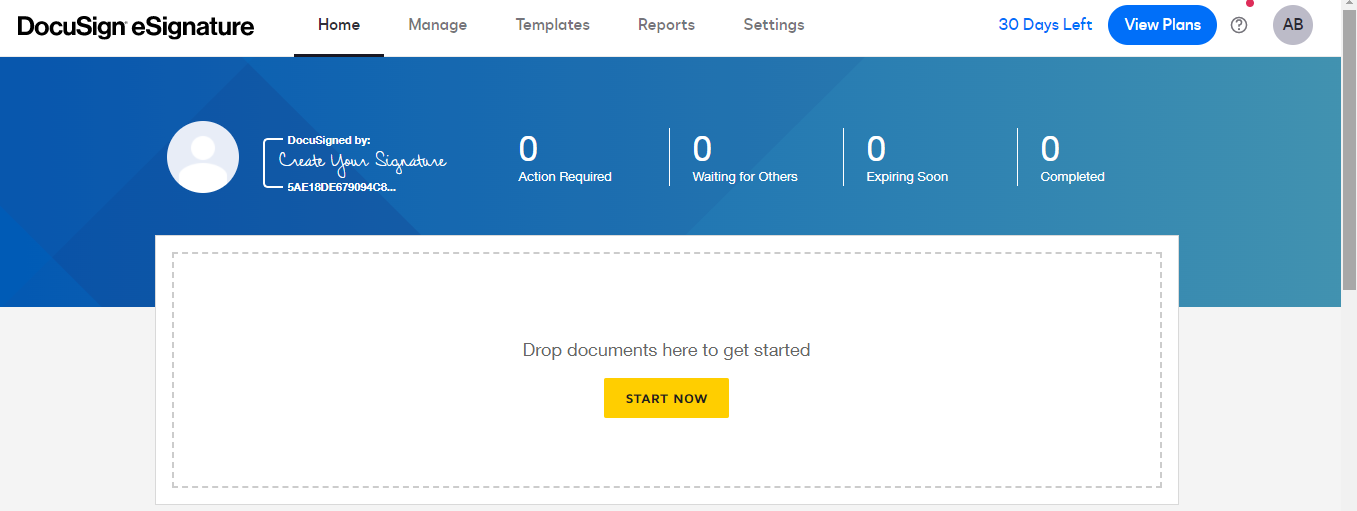 DocuSign eSignature Home Manage Templates Reports Settings 30 Days Left View Plans ? AB
DocuSigned by:
Create Your Signature
5AE18DE679094C8...
0 0 0 0
Action Required Waiting for Others Expiring Soon Completed
Drop documents here to get started
START NOW